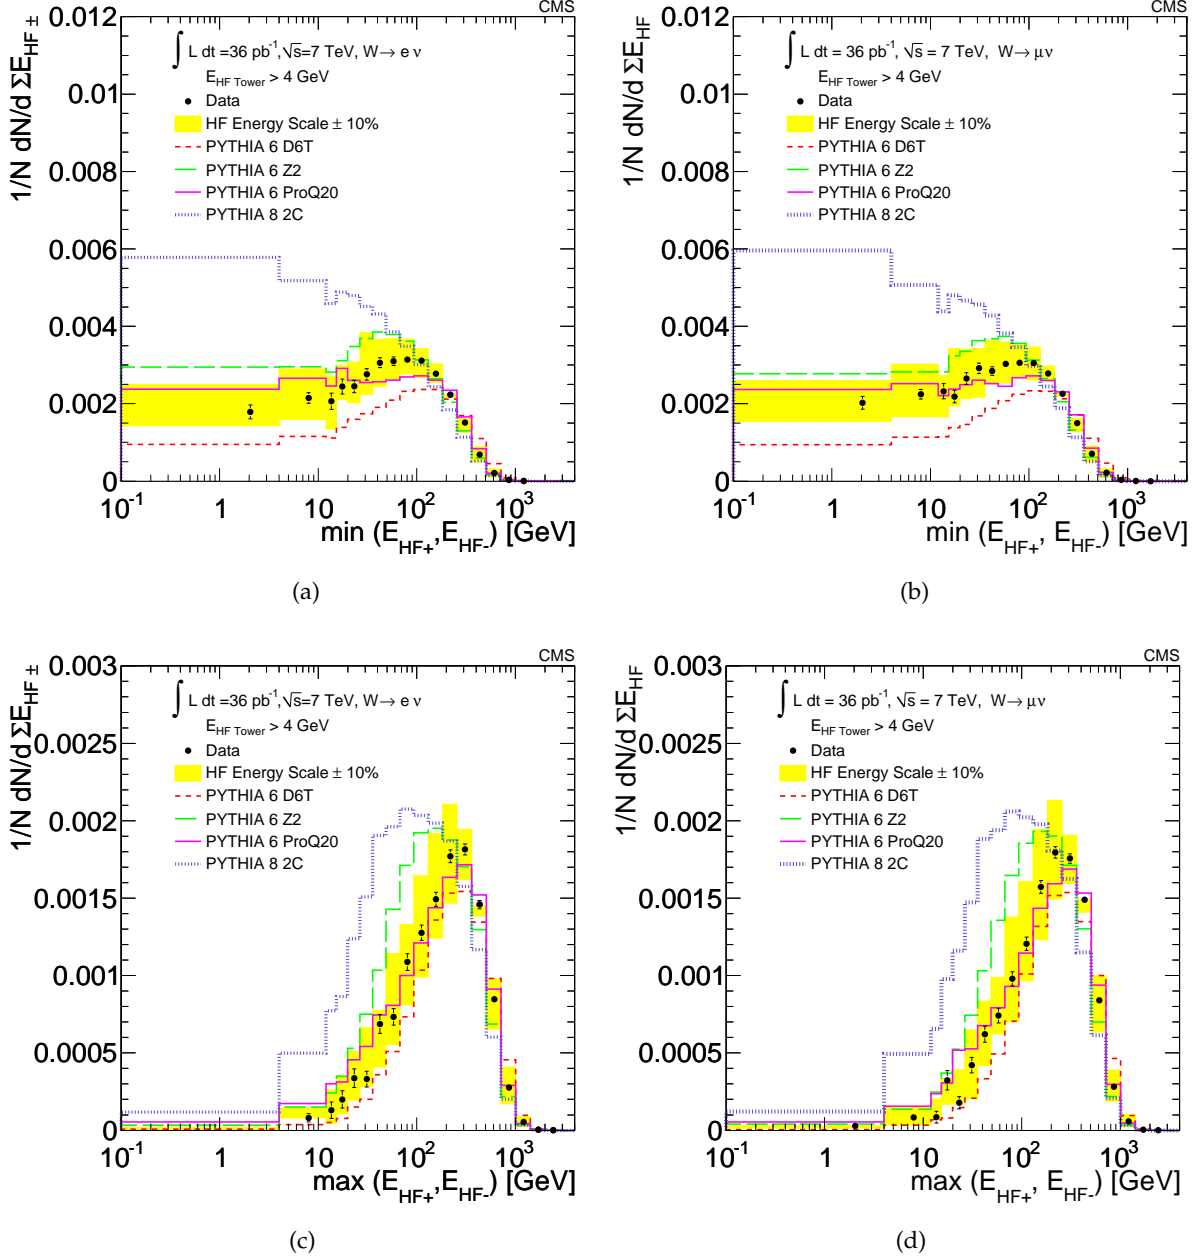 CMS
1/N dN/d ΣE_HF ±
∫ L dt = 36 pb⁻¹, √s=7 TeV, W → e ν
E_HF Tower > 4 GeV
Data
HF Energy Scale ± 10%
PYTHIA 6 D6T
PYTHIA 6 Z2
PYTHIA 6 ProQ20
PYTHIA 8 2C
0.012
0.01
0.008
0.006
0.004
0.002
0
10⁻¹ 1 10 10² 10³
min (E_HF+,E_HF-) [GeV]
(a)
CMS
1/N dN/d ΣE_HF
∫ L dt = 36 pb⁻¹, √s = 7 TeV, W → μν
E_HF Tower > 4 GeV
Data
HF Energy Scale ± 10%
PYTHIA 6 D6T
PYTHIA 6 Z2
PYTHIA 6 ProQ20
PYTHIA 8 2C
0.012
0.01
0.008
0.006
0.004
0.002
0
10⁻¹ 1 10 10² 10³
min (E_HF+, E_HF-) [GeV]
(b)
CMS
1/N dN/d ΣE_HF ±
∫ L dt = 36 pb⁻¹, √s=7 TeV, W → e ν
E_HF Tower > 4 GeV
Data
HF Energy Scale ± 10%
PYTHIA 6 D6T
PYTHIA 6 Z2
PYTHIA 6 ProQ20
PYTHIA 8 2C
0.003
0.0025
0.002
0.0015
0.001
0.0005
0
10⁻¹ 1 10 10² 10³
max (E_HF+,E_HF-) [GeV]
(c)
CMS
1/N dN/d ΣE_HF
∫ L dt = 36 pb⁻¹, √s = 7 TeV, W → μν
E_HF Tower > 4 GeV
Data
HF Energy Scale ± 10%
PYTHIA 6 D6T
PYTHIA 6 Z2
PYTHIA 6 ProQ20
PYTHIA 8 2C
0.003
0.0025
0.002
0.0015
0.001
0.0005
0
10⁻¹ 1 10 10² 10³
max (E_HF+, E_HF-) [GeV]
(d)